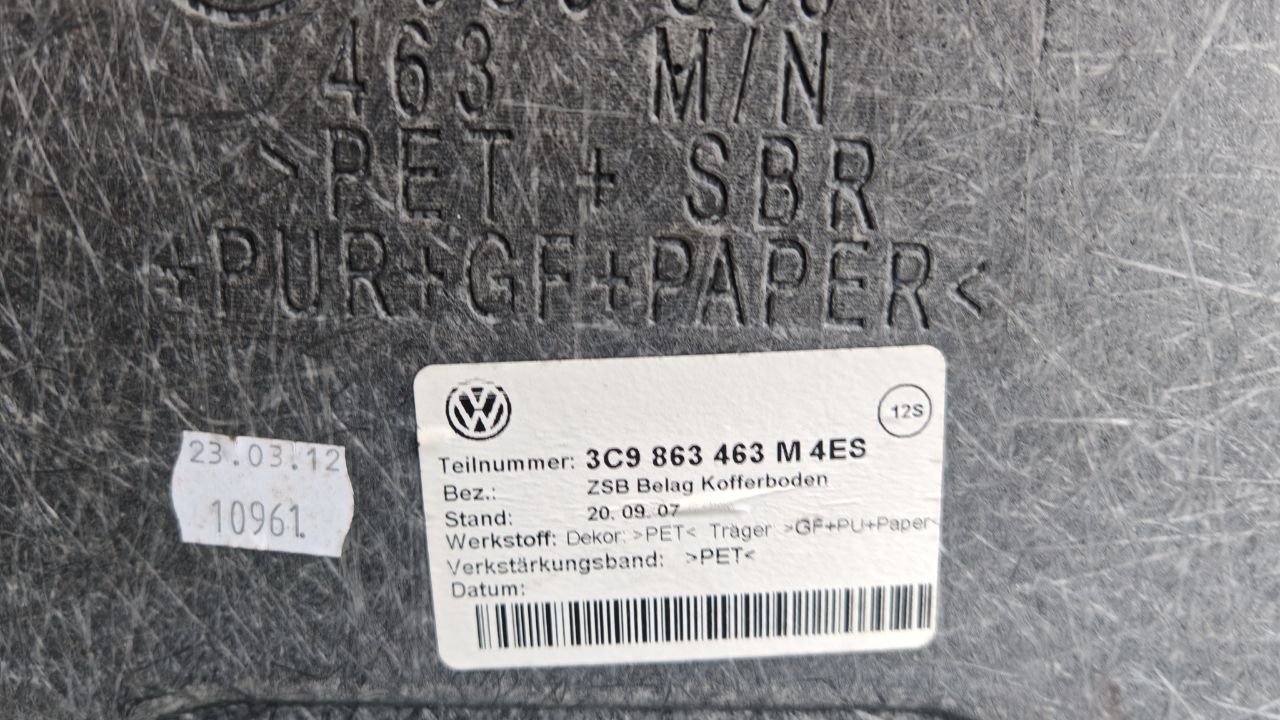 463 M/N
>PET + SBR
+PUR+GF+PAPER<
12S
Teilnummer: 3C9 863 463 M 4ES
Bez.: ZSB Belag Kofferboden
Stand: 20. 09. 07
Werkstoff: Dekor: >PET< Träger: >GF+PU+Paper<
Verkstärkungsband: >PET<
Datum:
23.03.12
10961.